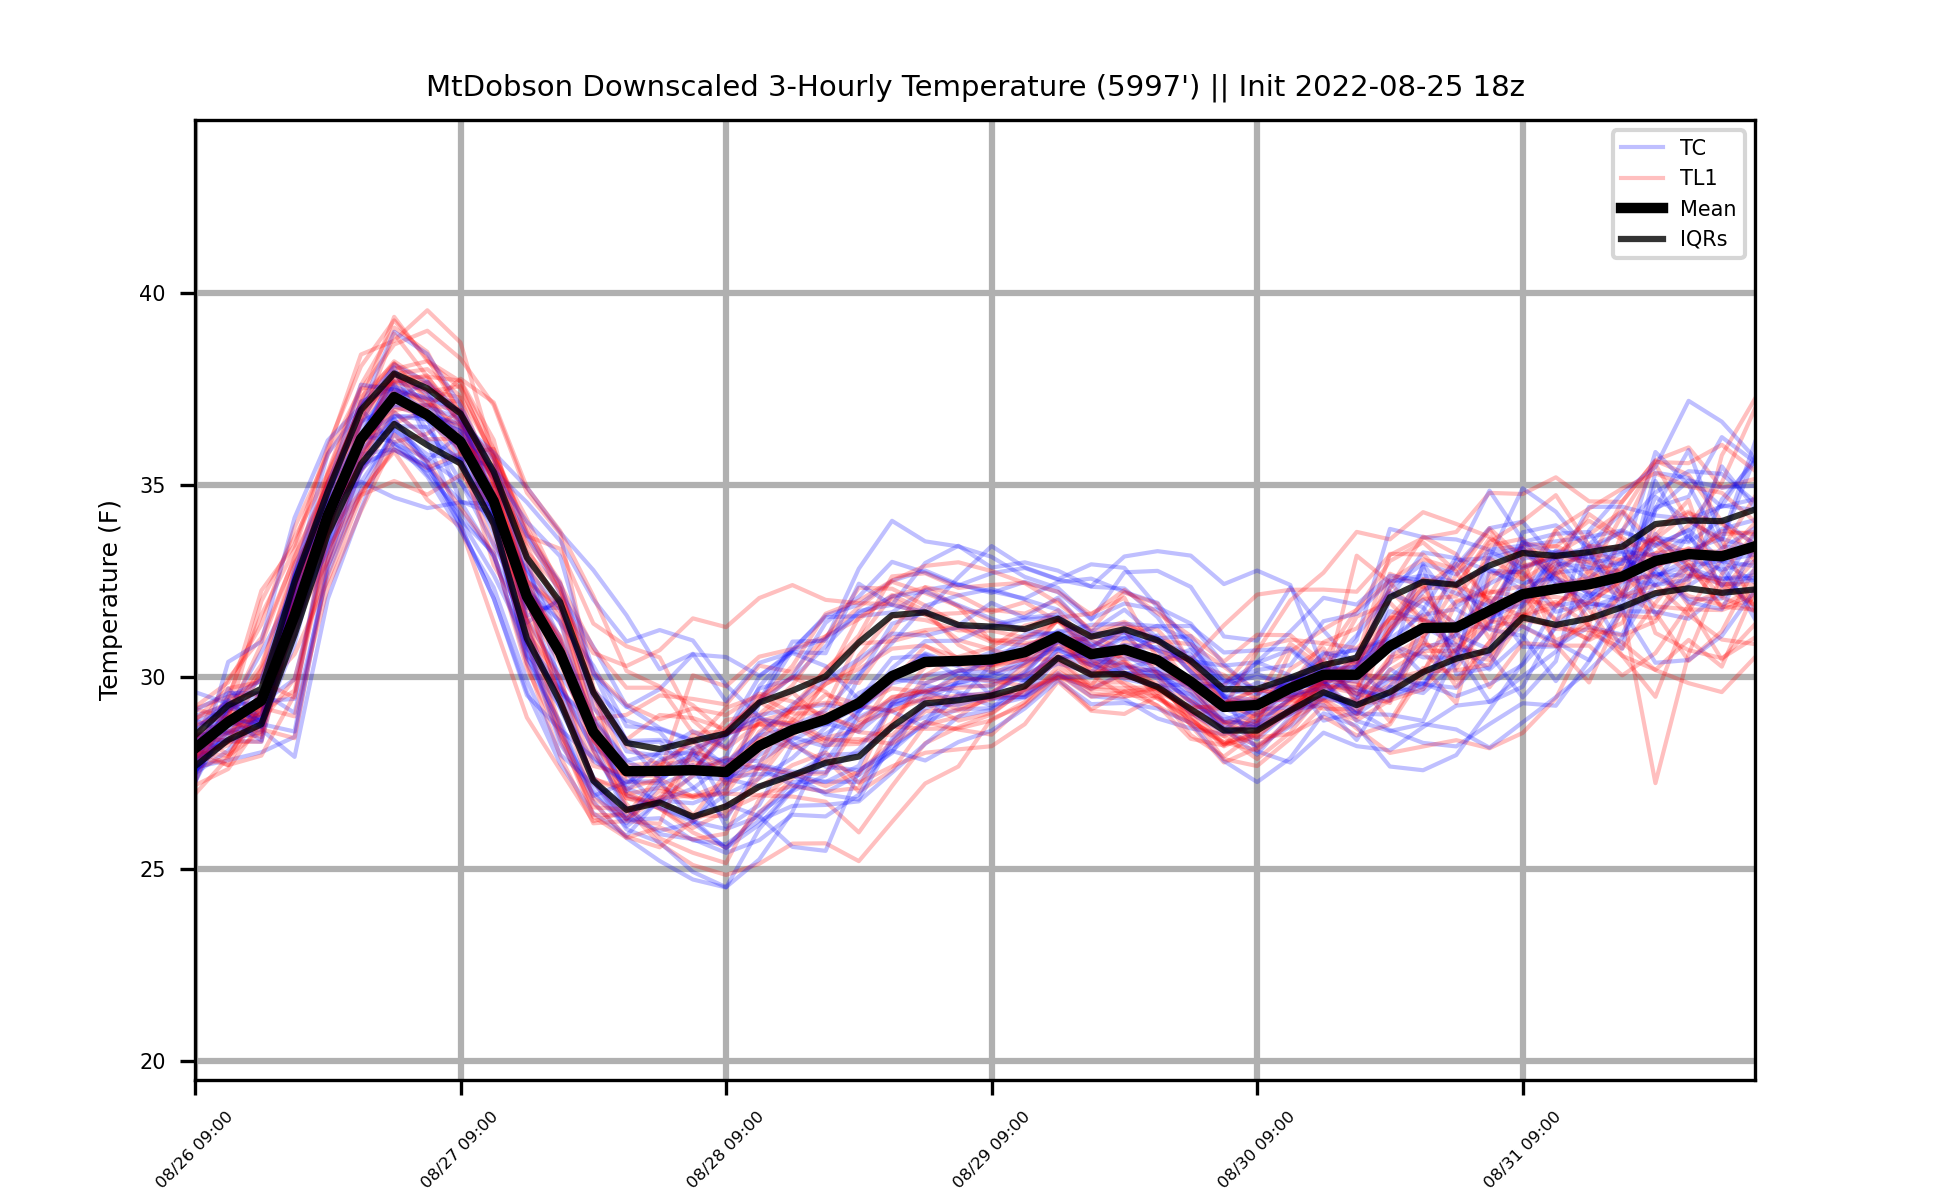 MtDobson Downscaled 3-Hourly Temperature (5997') || Init 2022-08-25 18z
TC
TL1
Mean
IQRs
Temperature (F)
40
35
30
25
20
08/26 09:00
08/27 09:00
08/28 09:00
08/29 09:00
08/30 09:00
08/31 09:00